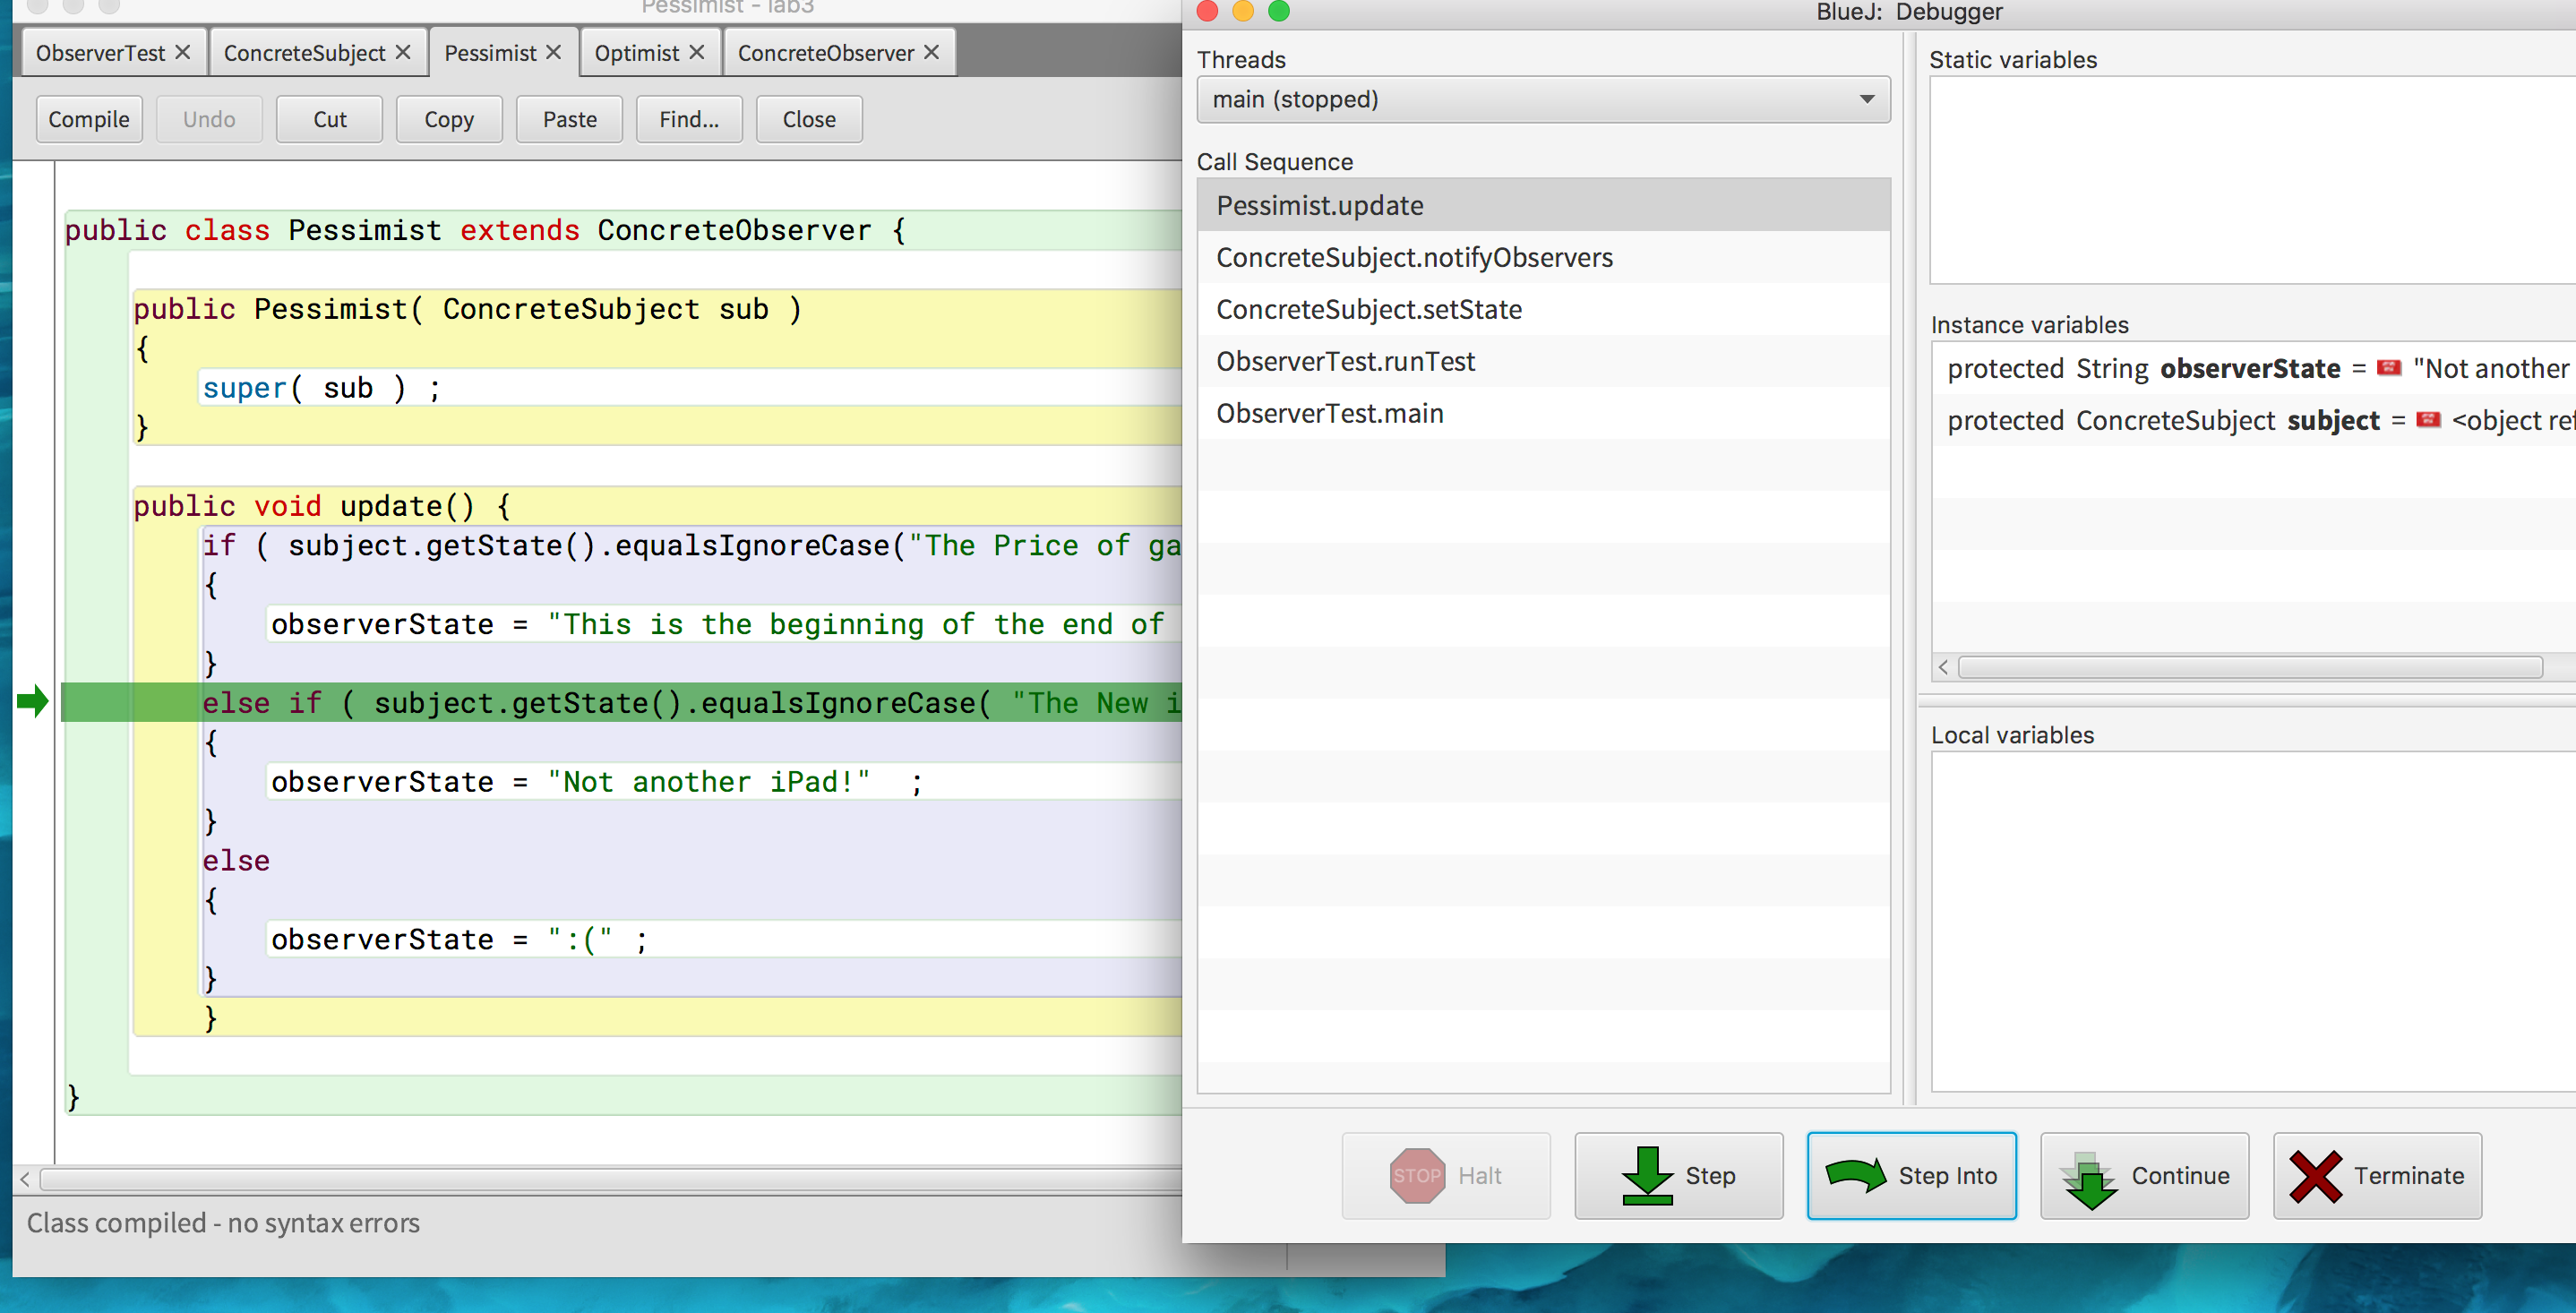 Pessimist - lab3
ObserverTest
ConcreteSubject
Pessimist
Optimist
ConcreteObserver
Compile
Undo
Cut
Copy
Paste
Find...
Close
public class Pessimist extends ConcreteObserver {
public Pessimist( ConcreteSubject sub )
{
super( sub ) ;
}
public void update() {
if ( subject.getState().equalsIgnoreCase("The Price of ga
{
observerState = "This is the beginning of the end of
}
else if ( subject.getState().equalsIgnoreCase( "The New i
{
observerState = "Not another iPad!"  ;
}
else
{
observerState = ":(" ;
}
}
}
Class compiled - no syntax errors
BlueJ:  Debugger
Threads
main (stopped)
Call Sequence
Pessimist.update
ConcreteSubject.notifyObservers
ConcreteSubject.setState
ObserverTest.runTest
ObserverTest.main
Static variables
Instance variables
protected String observerState = "Not another
protected ConcreteSubject subject = <object ref
Local variables
STOP Halt
Step
Step Into
Continue
Terminate